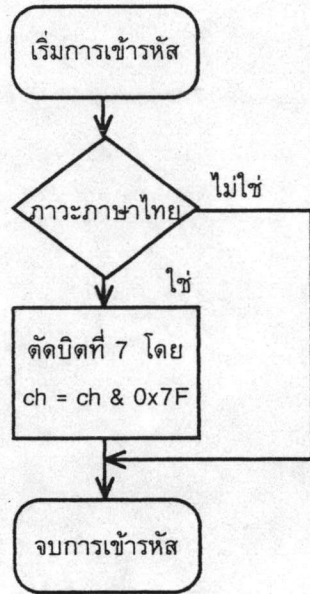 เริ่มการเข้ารหัส
ภาวะภาษาไทย
ไม่ใช่
ใช่
ตัดบิตที่ 7 โดย
ch = ch & 0x7F
จบการเข้ารหัส